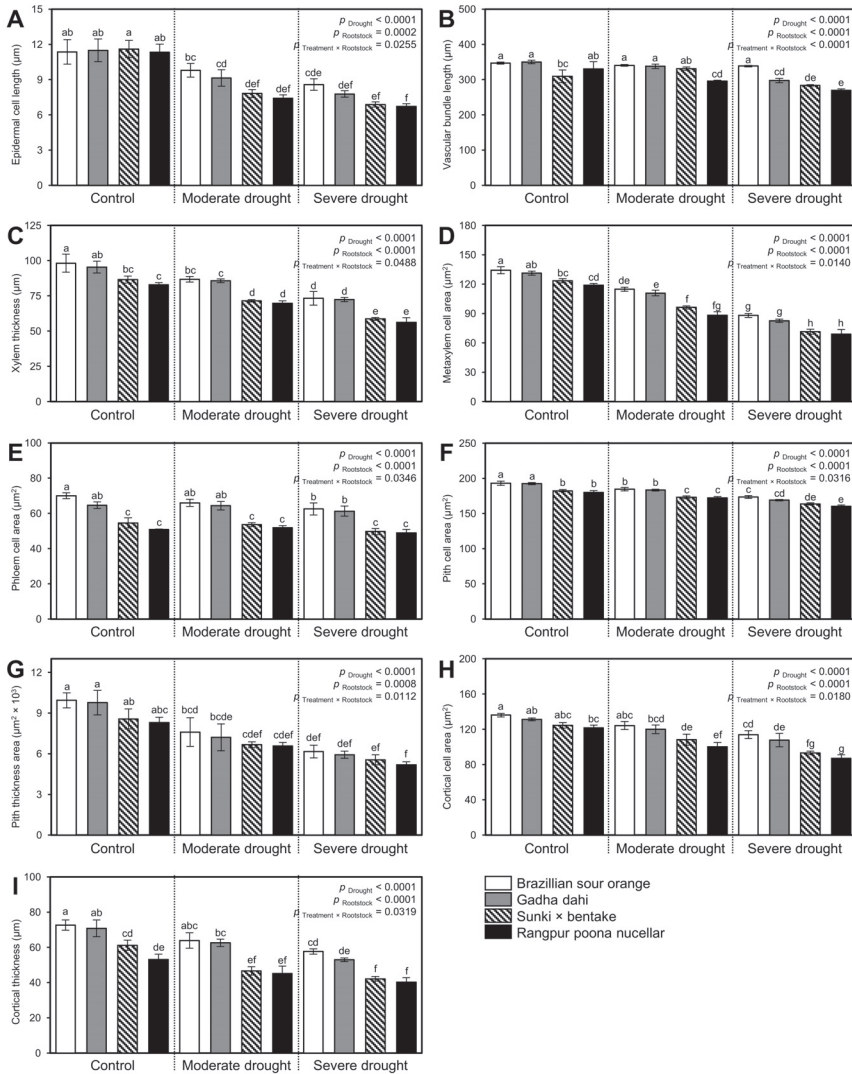 A
p Drought < 0.0001
p Rootstock = 0.0002
p Treatment × Rootstock = 0.0255
Epidermal cell length (µm)
15
12
9
6
3
0
ab ab a ab
bc cd def def
cde def ef f
Control Moderate drought Severe drought
B
p Drought < 0.0001
p Rootstock < 0.0001
p Treatment × Rootstock < 0.0001
Vascular bundle length (µm)
500
400
300
200
100
0
a a bc ab
a a ab cd
a cd de e
Control Moderate drought Severe drought
C
p Drought < 0.0001
p Rootstock < 0.0001
p Treatment × Rootstock = 0.0488
Xylem thickness (µm)
125
100
75
50
25
0
a ab bc c
bc c d d
d d e e
Control Moderate drought Severe drought
D
p Drought < 0.0001
p Rootstock < 0.0001
p Treatment × Rootstock = 0.0140
Metaxylem cell area (µm²)
180
150
120
90
60
30
0
a ab bc cd
de e f fg
g g h h
Control Moderate drought Severe drought
E
p Drought < 0.0001
p Rootstock < 0.0001
p Treatment × Rootstock = 0.0346
Phloem cell area (µm²)
100
80
60
40
20
0
a ab c c
ab ab c c
b b c c
Control Moderate drought Severe drought
F
p Drought < 0.0001
p Rootstock < 0.0001
p Treatment × Rootstock = 0.0316
Pith cell area (µm²)
250
200
150
100
50
0
a a b b
b b c c
c cd de e
Control Moderate drought Severe drought
G
p Drought < 0.0001
p Rootstock = 0.0008
p Treatment × Rootstock = 0.0112
Pith thickness area (µm² × 10³)
12
9
6
3
0
a a ab abc
bcd bcde cdef cdef
def def ef f
Control Moderate drought Severe drought
H
p Drought < 0.0001
p Rootstock < 0.0001
p Treatment × Rootstock = 0.0180
Cortical cell area (µm²)
200
160
120
80
40
0
a ab abc bc
abc bcd de ef
cd de fg g
Control Moderate drought Severe drought
I
p Drought < 0.0001
p Rootstock < 0.0001
p Treatment × Rootstock = 0.0319
Cortical thickness (µm)
100
80
60
40
20
0
a ab cd de
abc bc ef ef
cd de f f
Control Moderate drought Severe drought
Brazillian sour orange
Gadha dahi
Sunki × bentake
Rangpur poona nucellar